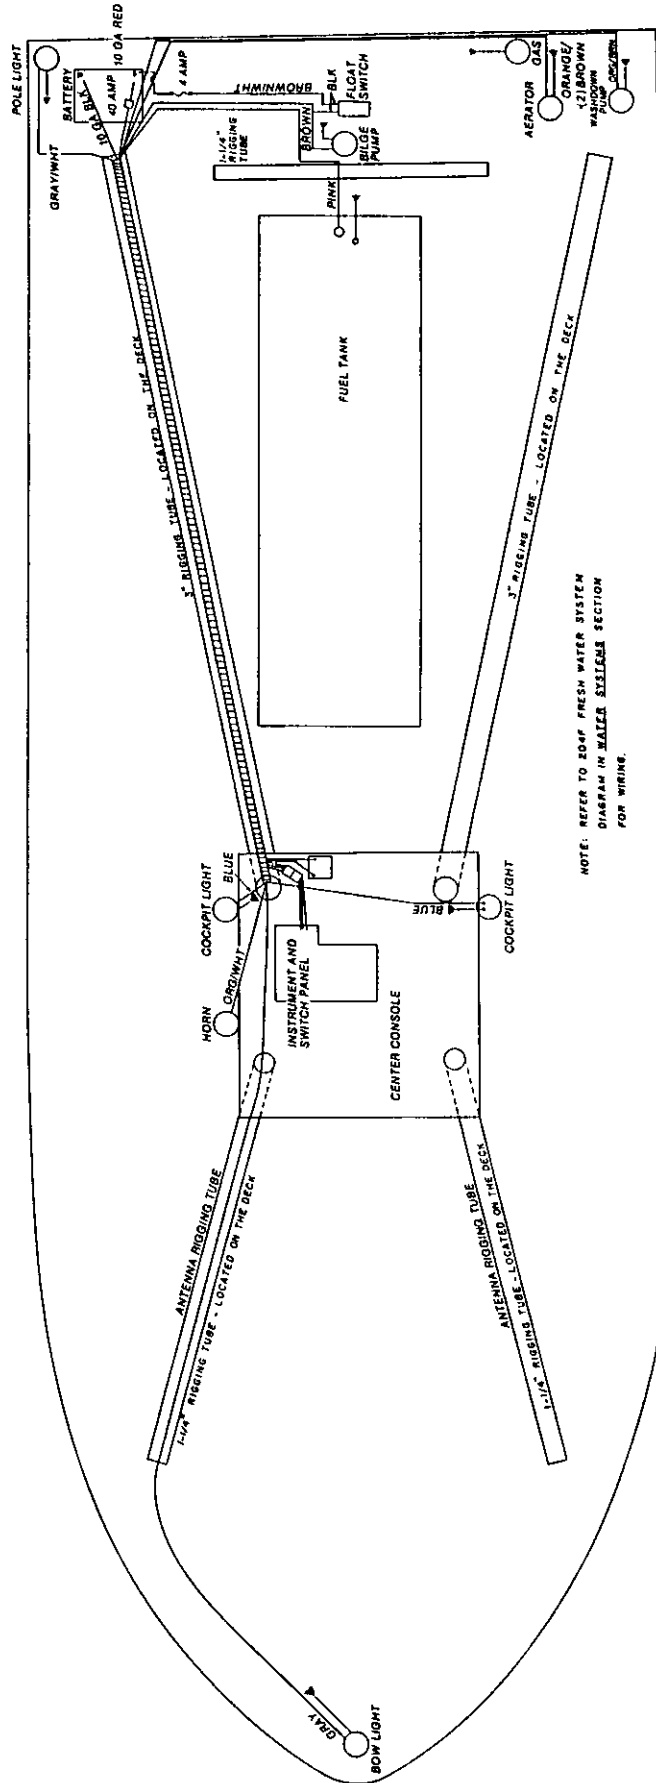 POLE LIGHT
GRAY/WHT
BATTERY
10 GA BLK
40 AMP
10 GA RED
4 AMP
BROWN/WHT
BLK
FLOAT
SWITCH
BROWN
BILGE
PUMP
1-1/4"
RIGGING
TUBE
PINK
GAS
AERATOR
ORANGE/
(2) BROWN
WASHDOWN
PUMP
ORG/BRN
3" RIGGING TUBE - LOCATED ON THE DECK
FUEL TANK
3" RIGGING TUBE - LOCATED ON THE DECK
NOTE: REFER TO 204F FRESH WATER SYSTEM
DIAGRAM IN WATER SYSTEMS SECTION
FOR WIRING.
COCKPIT LIGHT
BLUE
HORN
ORG/WHT
INSTRUMENT AND
SWITCH PANEL
CENTER CONSOLE
BLUE
COCKPIT LIGHT
ANTENNA RIGGING TUBE
1-1/4" RIGGING TUBE - LOCATED ON THE DECK
ANTENNA RIGGING TUBE
1-1/4" RIGGING TUBE - LOCATED ON THE DECK
GRAY
BOW LIGHT